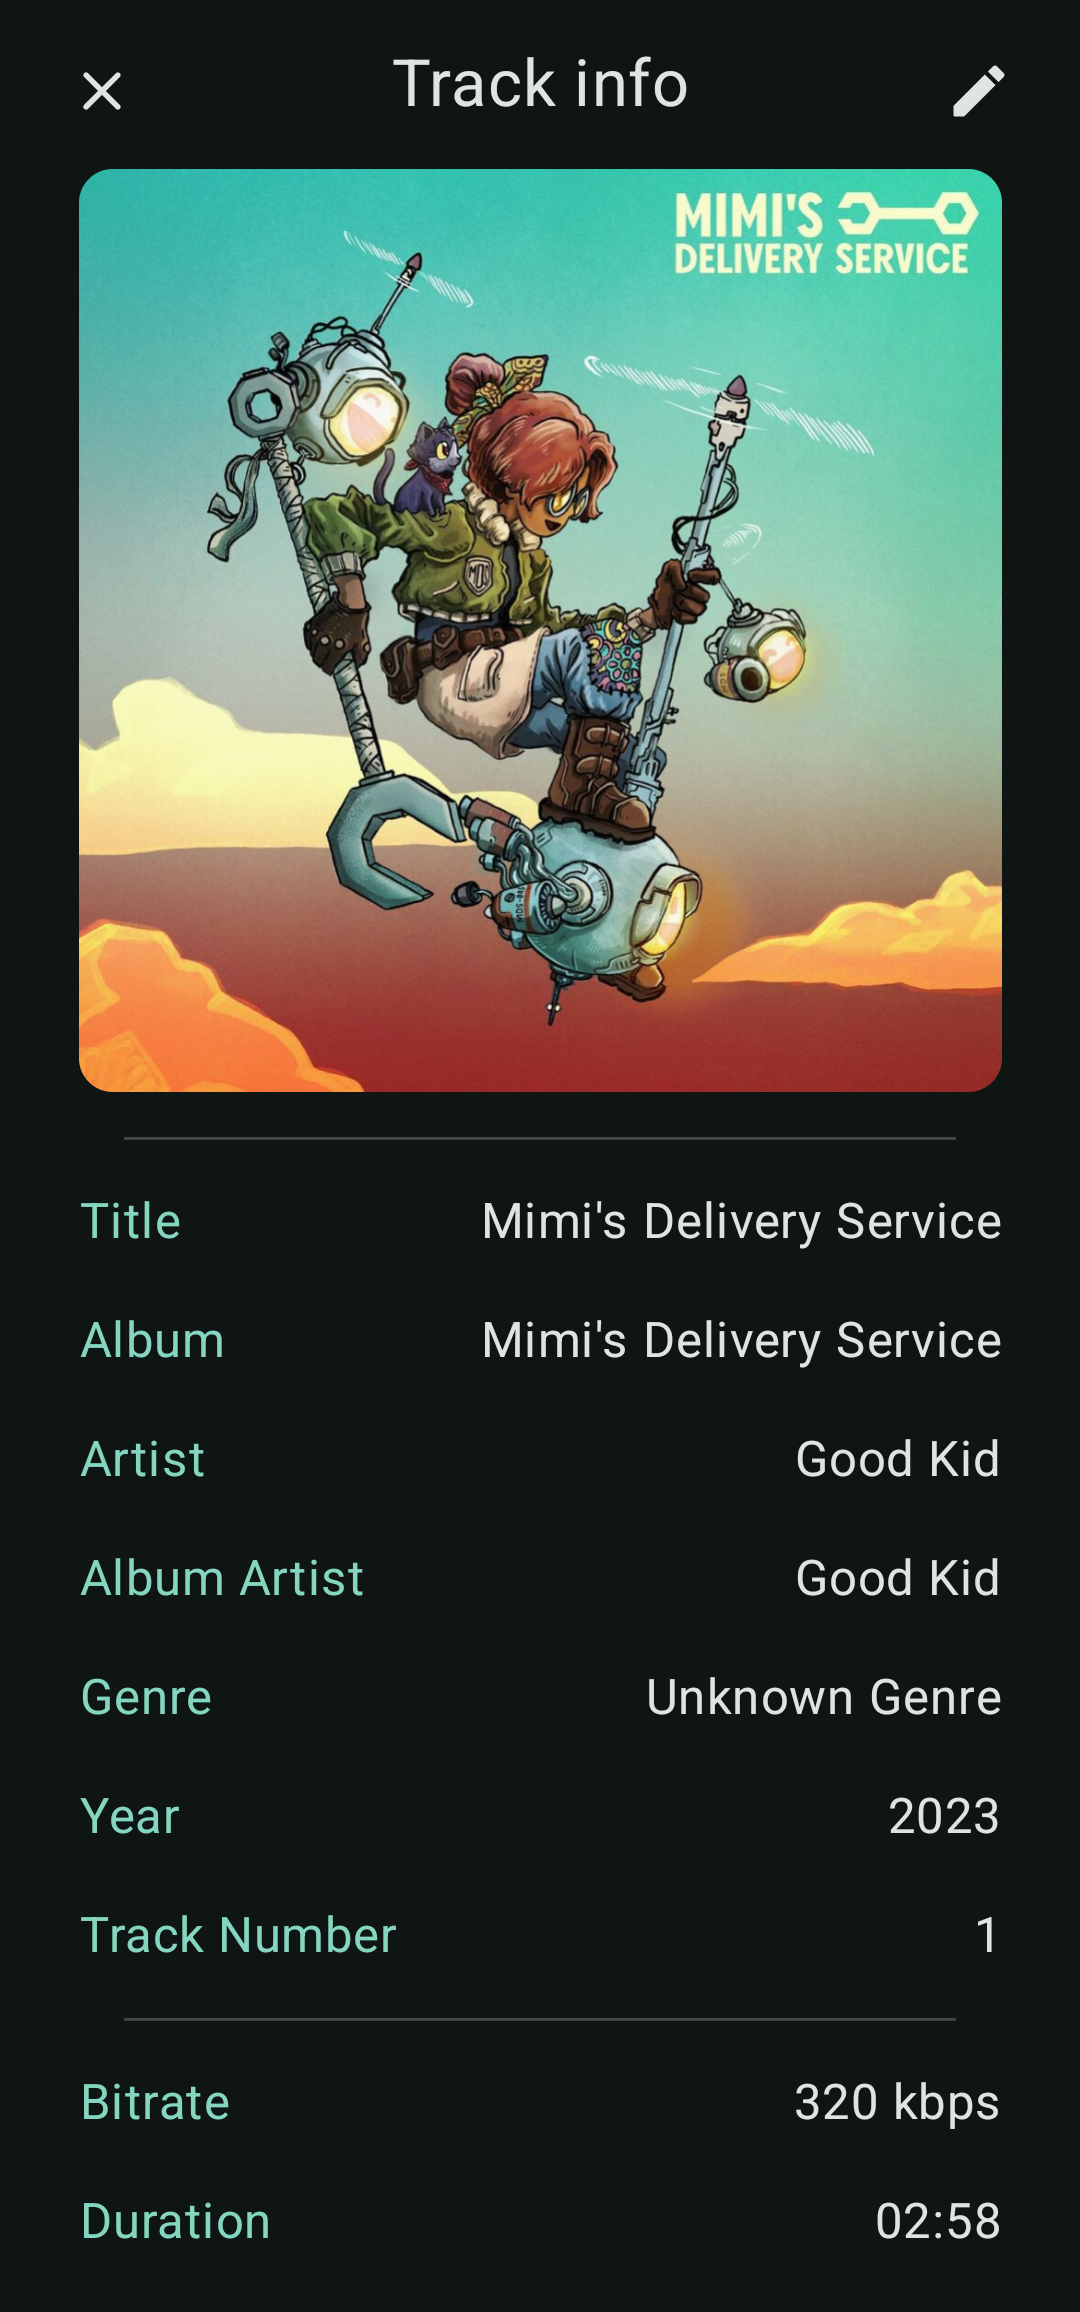 Track info
MIMI'S
DELIVERY SERVICE
MDS
Title Mimi's Delivery Service
Album Mimi's Delivery Service
Artist Good Kid
Album Artist Good Kid
Genre Unknown Genre
Year 2023
Track Number 1
Bitrate 320 kbps
Duration 02:58